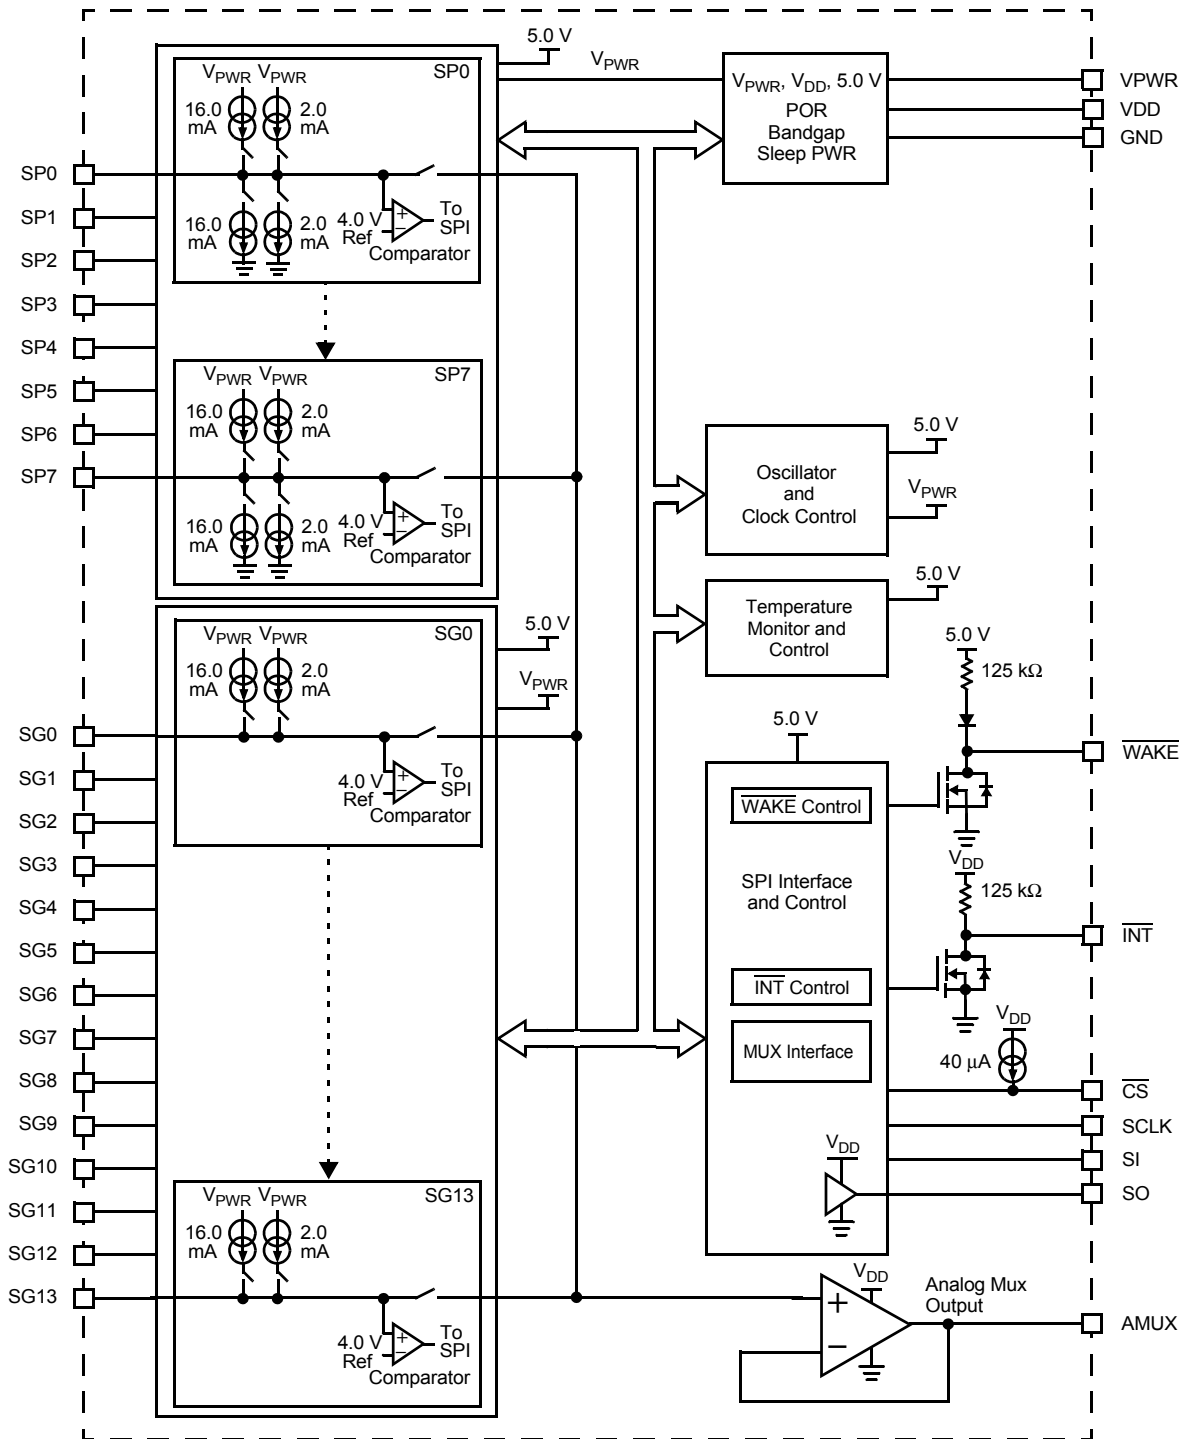 SP0
SP1
SP2
SP3
SP4
SP5
SP6
SP7
SG0
SG1
SG2
SG3
SG4
SG5
SG6
SG7
SG8
SG9
SG10
SG11
SG12
SG13
5.0 V
VPWR VPWR
SP0
16.0 mA
2.0 mA
16.0 mA
2.0 mA
4.0 V Ref
+
−
To SPI
Comparator
VPWR VPWR
SP7
16.0 mA
2.0 mA
16.0 mA
2.0 mA
4.0 V Ref
+
−
To SPI
Comparator
5.0 V
VPWR
VPWR VPWR
SG0
16.0 mA
2.0 mA
4.0 V Ref
+
−
To SPI
Comparator
VPWR VPWR
SG13
16.0 mA
2.0 mA
4.0 V Ref
+
−
To SPI
Comparator
VPWR
VPWR, VDD, 5.0 V
POR
Bandgap
Sleep PWR
5.0 V
VPWR
Oscillator
and
Clock Control
5.0 V
Temperature
Monitor and
Control
5.0 V
WAKE Control
SPI Interface
and Control
INT Control
MUX Interface
VDD
5.0 V
125 kΩ
VDD
125 kΩ
VDD
40 μA
VDD
+
−
Analog Mux
Output
VPWR
VDD
GND
WAKE
INT
CS
SCLK
SI
SO
AMUX